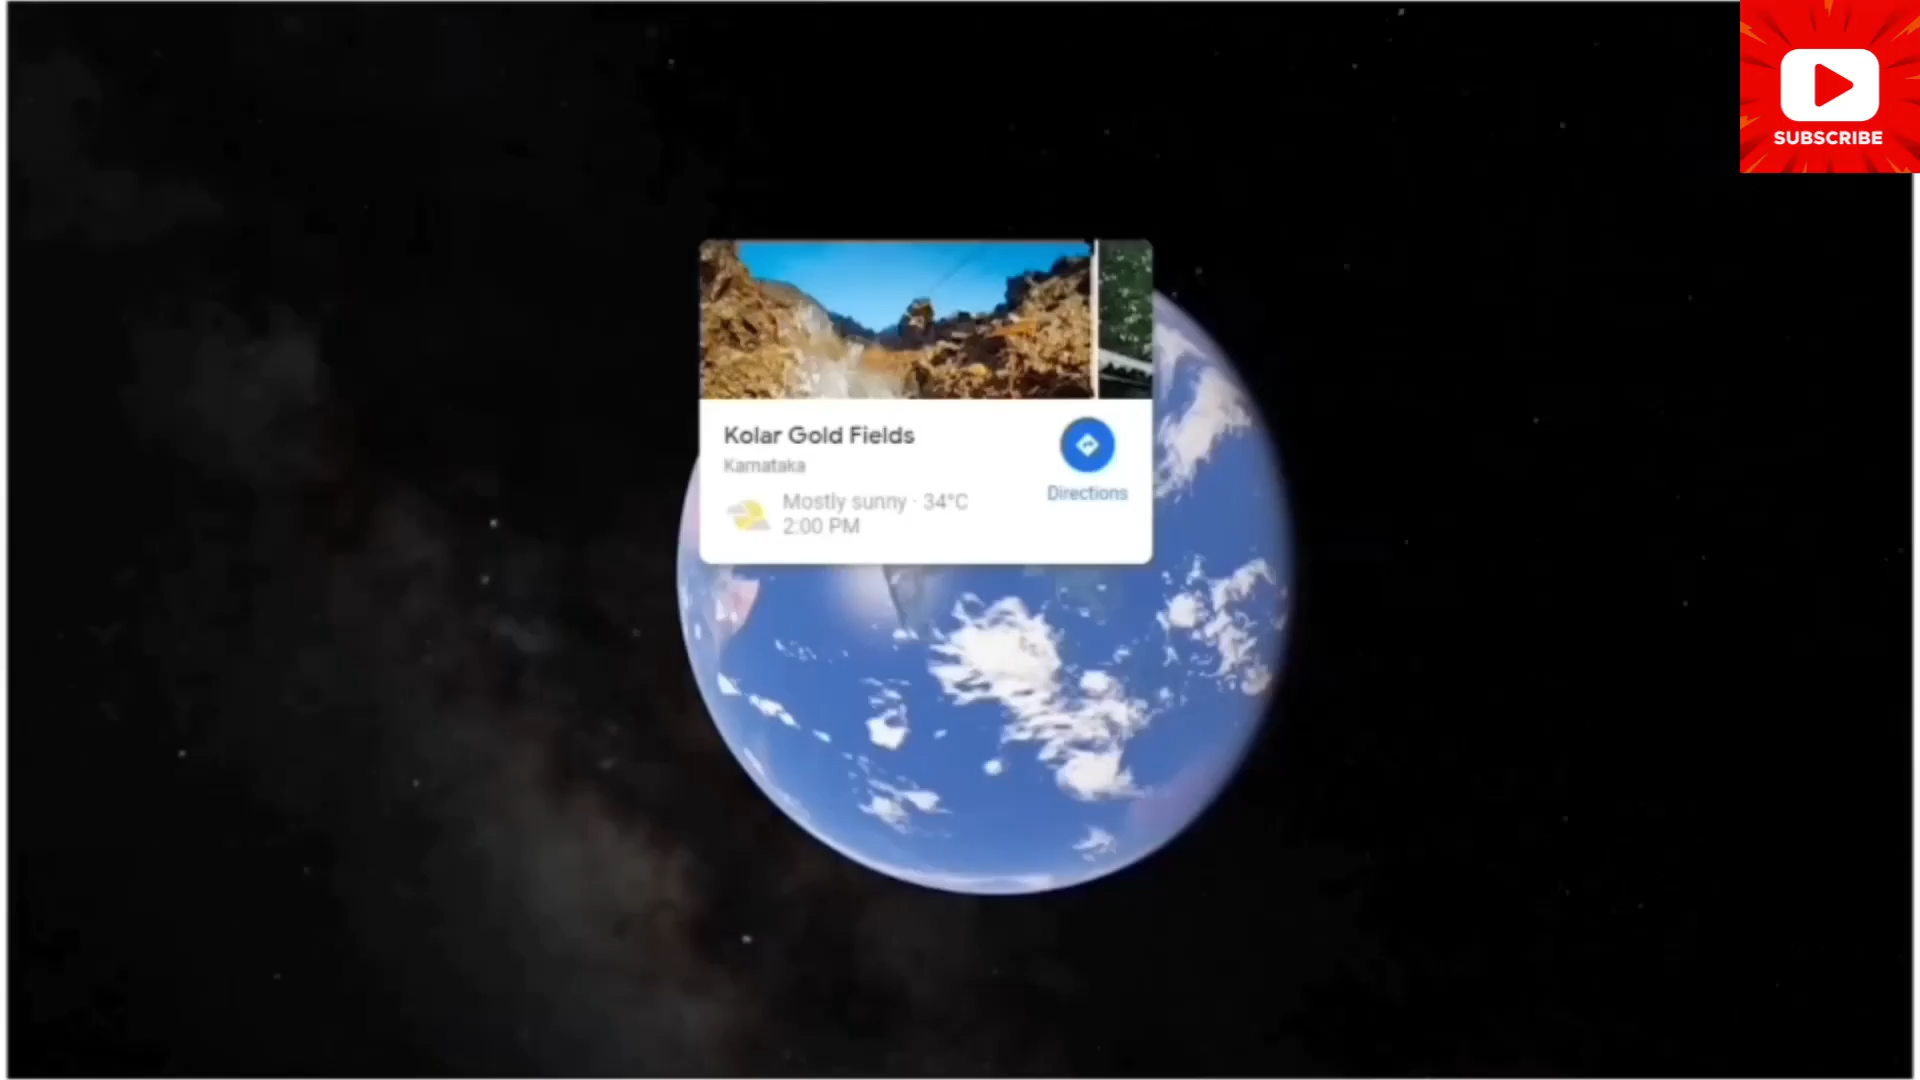 SUBSCRIBE
Kolar Gold Fields
Karnataka
Directions
Mostly sunny · 34°C
2:00 PM